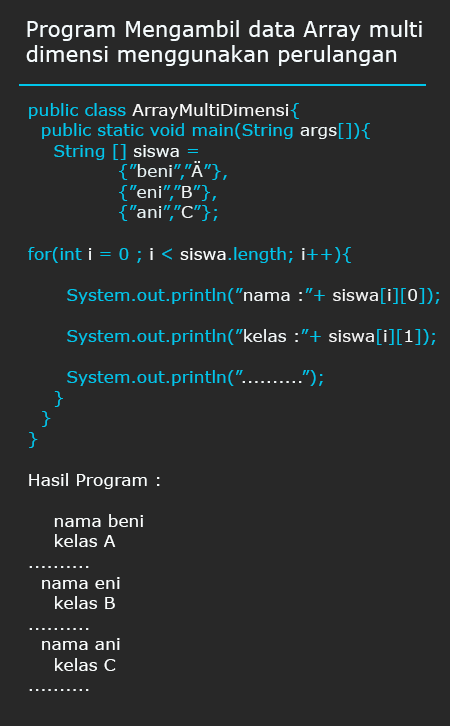 Program Mengambil data Array multi
dimensi menggunakan perulangan
public class ArrayMultiDimensi{
public static void main(String args[]){
String [] siswa =
{”beni”,”Ä”},
{”eni”,”B”},
{”ani”,”C”};
for(int i = 0 ; i < siswa.length; i++){
System.out.println(”nama :”+ siswa[i][0]);
System.out.println(”kelas :”+ siswa[i][1]);
System.out.println(”..........”);
}
}
}
Hasil Program :
nama beni
kelas A
..........
nama eni
kelas B
..........
nama ani
kelas C
..........